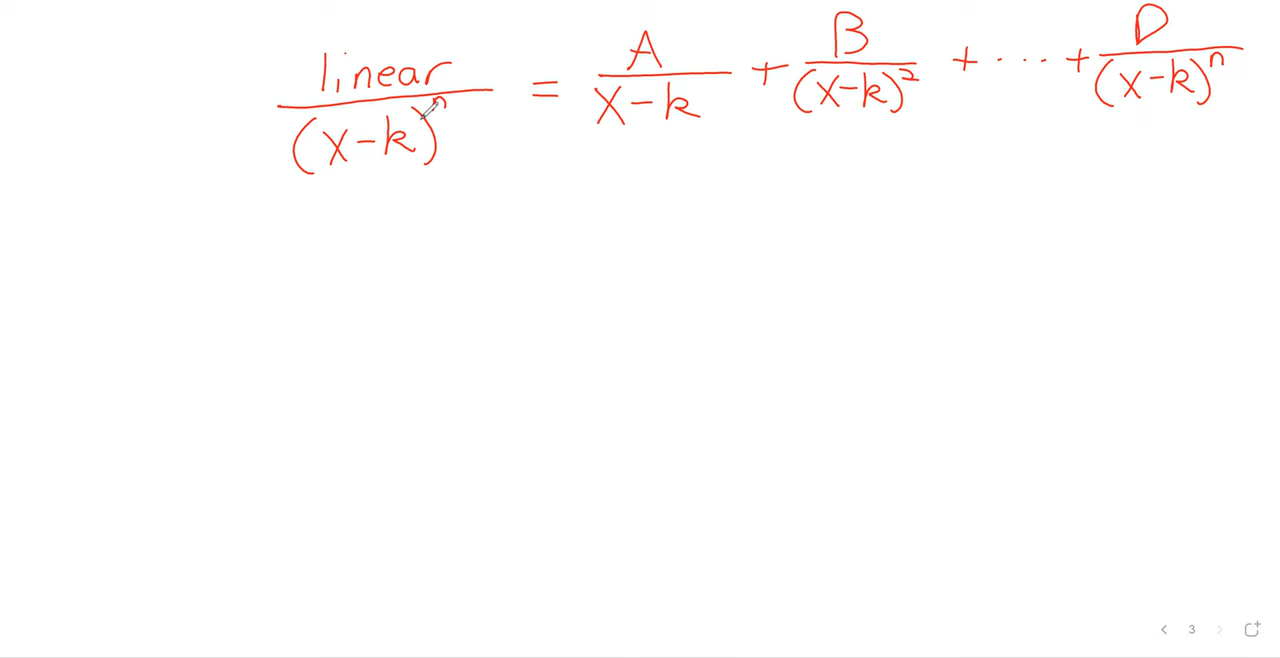 linear/(x-k)^n = A/(x-k) + B/(x-k)^2 + ... + D/(x-k)^n
< 3 >